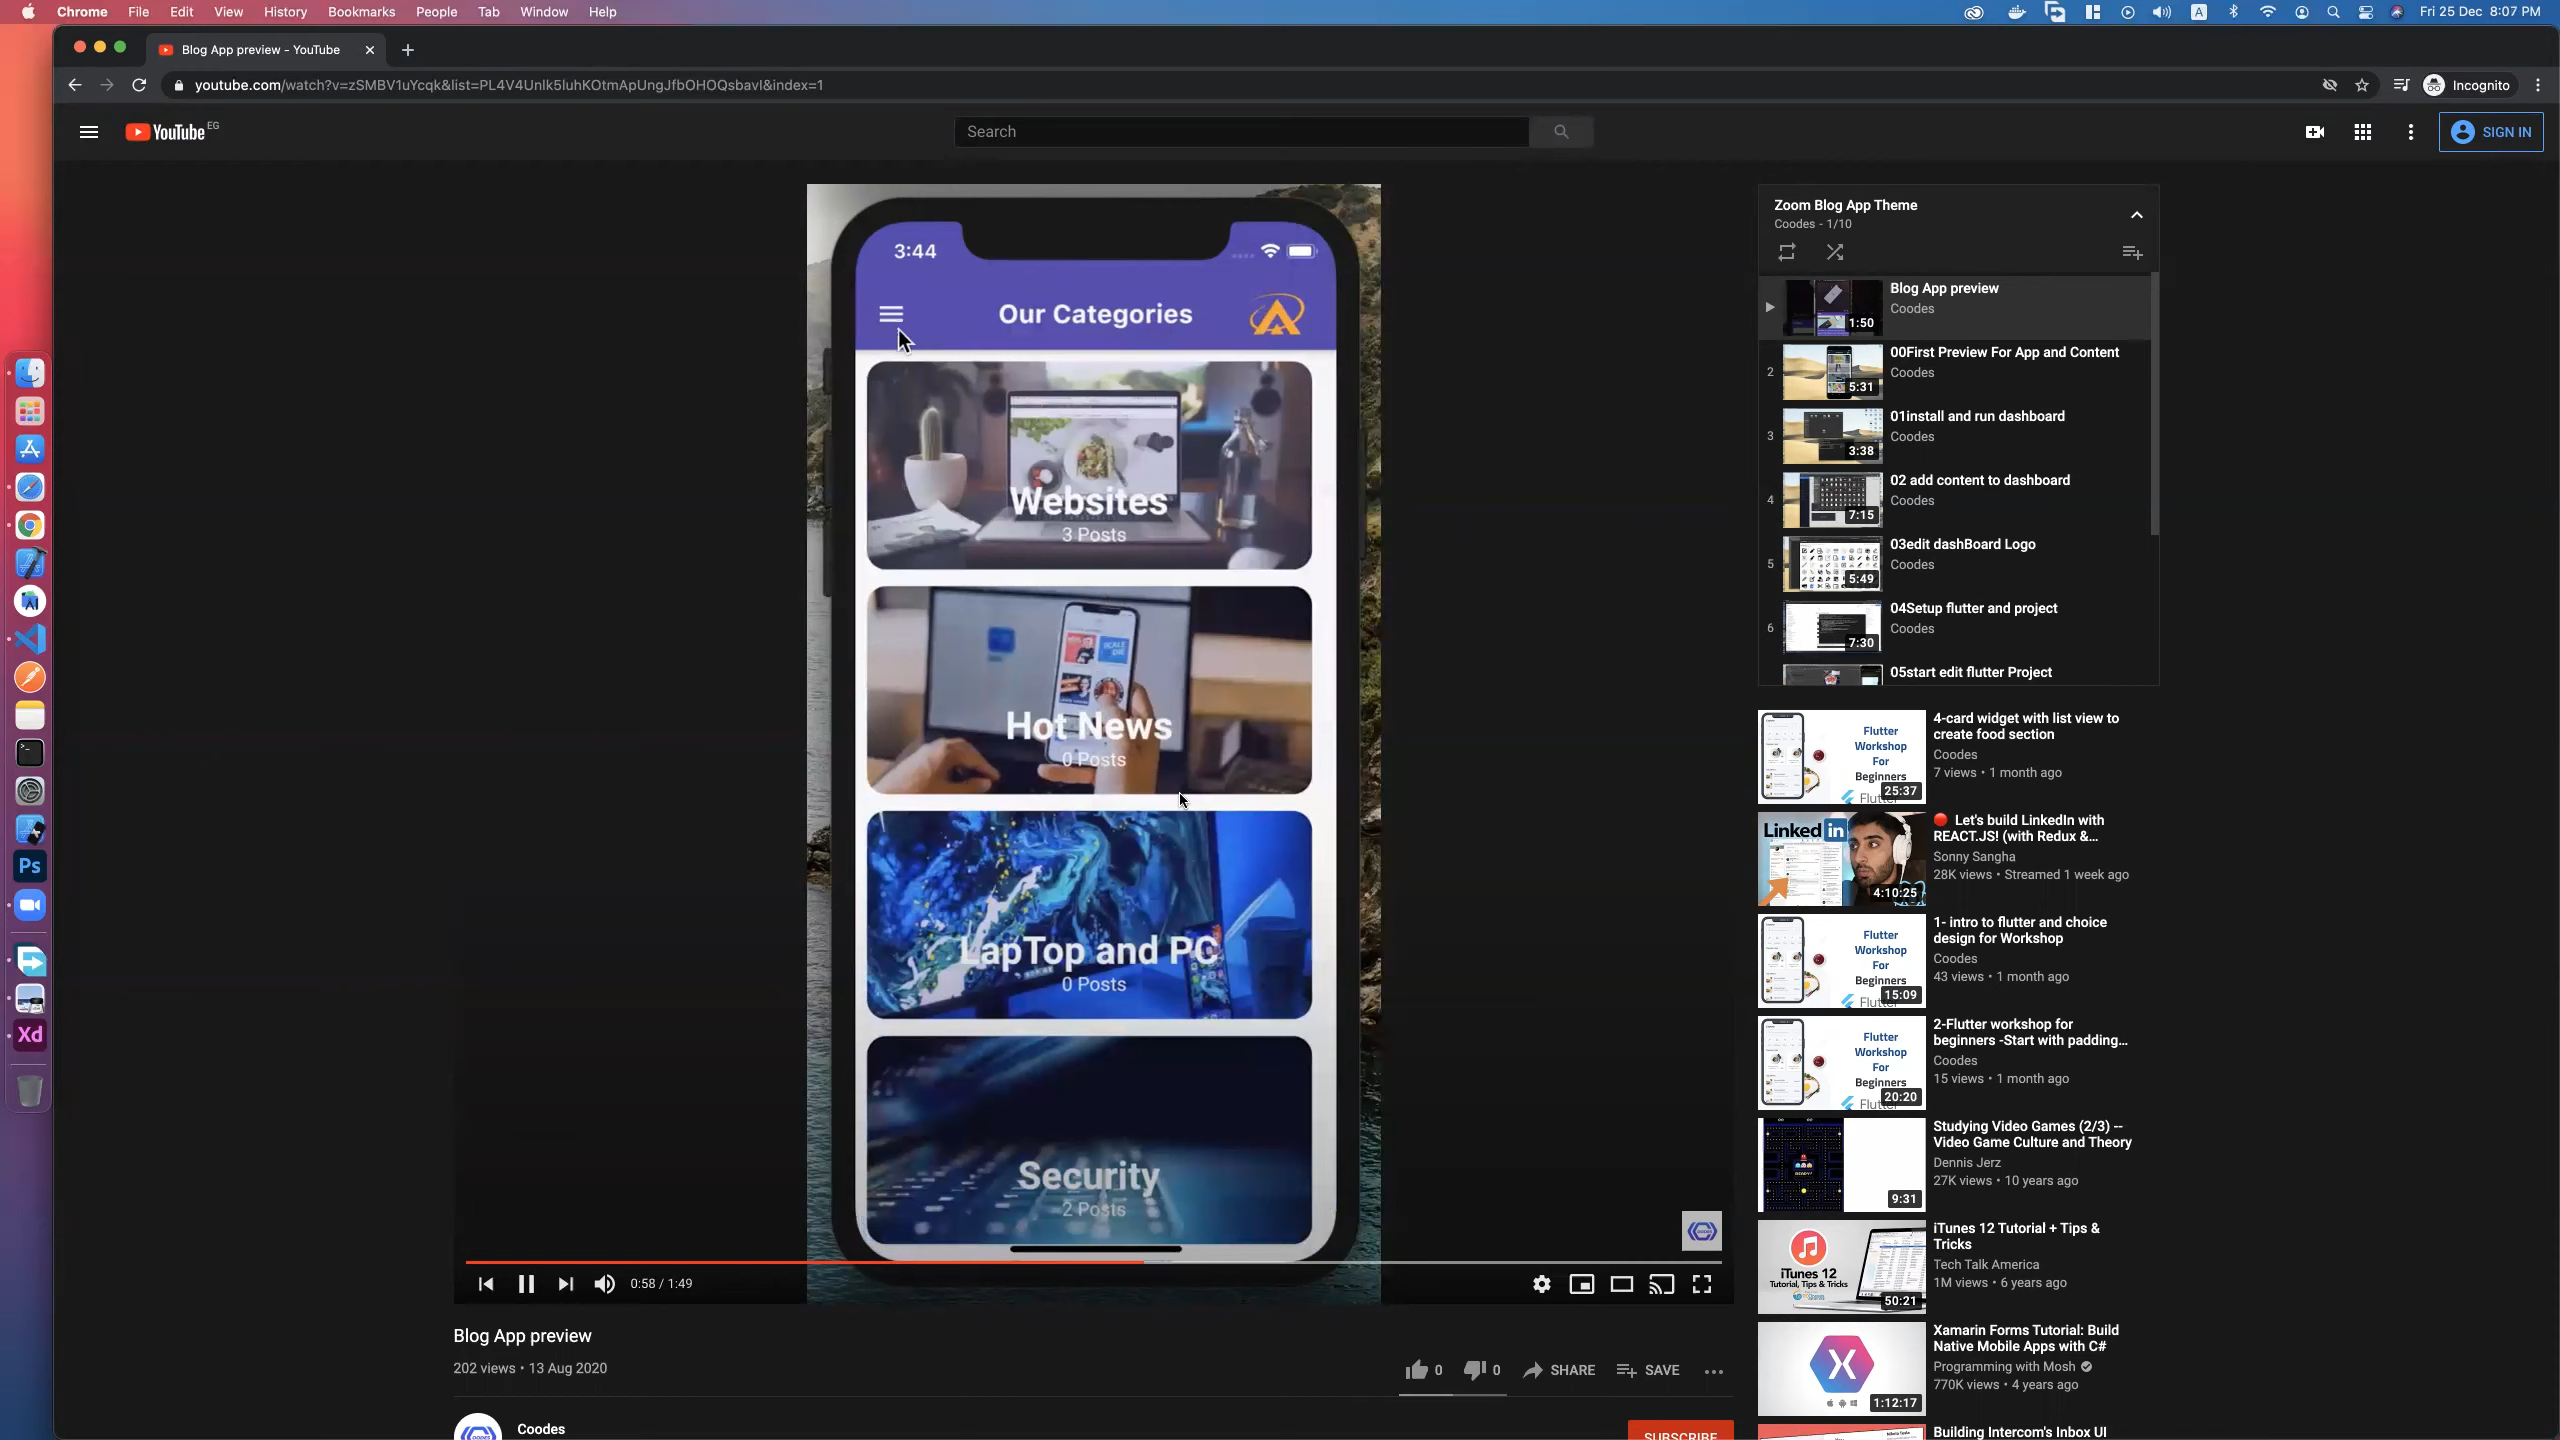 Chrome File Edit View History Bookmarks People Tab Window Help
A
Fri 25 Dec 8:07 PM
Blog App preview - YouTube
youtube.com/watch?v=zSMBV1uYcqk&list=PL4V4UnIk5luhKOtmApUngJfbOHOQsbavI&index=1
Incognito
YouTube EG
Search
SIGN IN
3:44
Our Categories
Websites
3 Posts
Hot News
0 Posts
LapTop and PC
0 Posts
Security
2 Posts
0:58 / 1:49
Blog App preview
202 views • 13 Aug 2020
0
0
SHARE
SAVE
Coodes
SUBSCRIBE
Zoom Blog App Theme
Coodes - 1/10
Blog App preview
Coodes
1:50
2
00First Preview For App and Content
Coodes
5:31
3
01install and run dashboard
Coodes
3:38
4
02 add content to dashboard
Coodes
7:15
5
03edit dashBoard Logo
Coodes
5:49
6
04Setup flutter and project
Coodes
7:30
05start edit flutter Project
Flutter
Workshop
For
Beginners
Flutter
25:37
4-card widget with list view to
create food section
Coodes
7 views • 1 month ago
Linked in
4:10:25
Let's build LinkedIn with
REACT.JS! (with Redux &...
Sonny Sangha
28K views • Streamed 1 week ago
Flutter
Workshop
For
Beginners
Flutter
15:09
1- intro to flutter and choice
design for Workshop
Coodes
43 views • 1 month ago
Flutter
Workshop
For
Beginners
Flutter
20:20
2-Flutter workshop for
beginners -Start with padding...
Coodes
15 views • 1 month ago
READY!
9:31
Studying Video Games (2/3) --
Video Game Culture and Theory
Dennis Jerz
27K views • 10 years ago
iTunes 12
Tutorial, Tips & Tricks
50:21
iTunes 12 Tutorial + Tips &
Tricks
Tech Talk America
1M views • 6 years ago
X
1:12:17
Xamarin Forms Tutorial: Build
Native Mobile Apps with C#
Programming with Mosh
770K views • 4 years ago
Building Intercom's Inbox UI
Ps
Xd